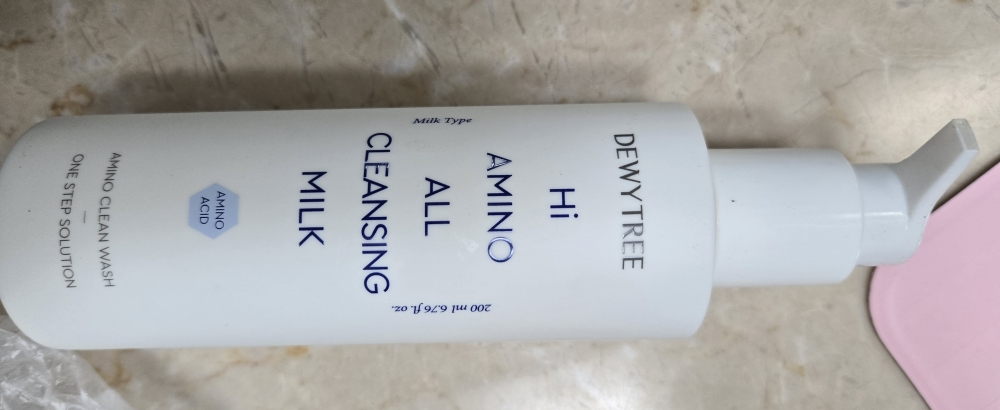 DEWYTREE
Hi
AMINO
ALL
CLEANSING
MILK
Milk Type
200 ml 6.76 fl. oz.
AMINO
ACID
AMINO CLEAN WASH
ONE STEP SOLUTION